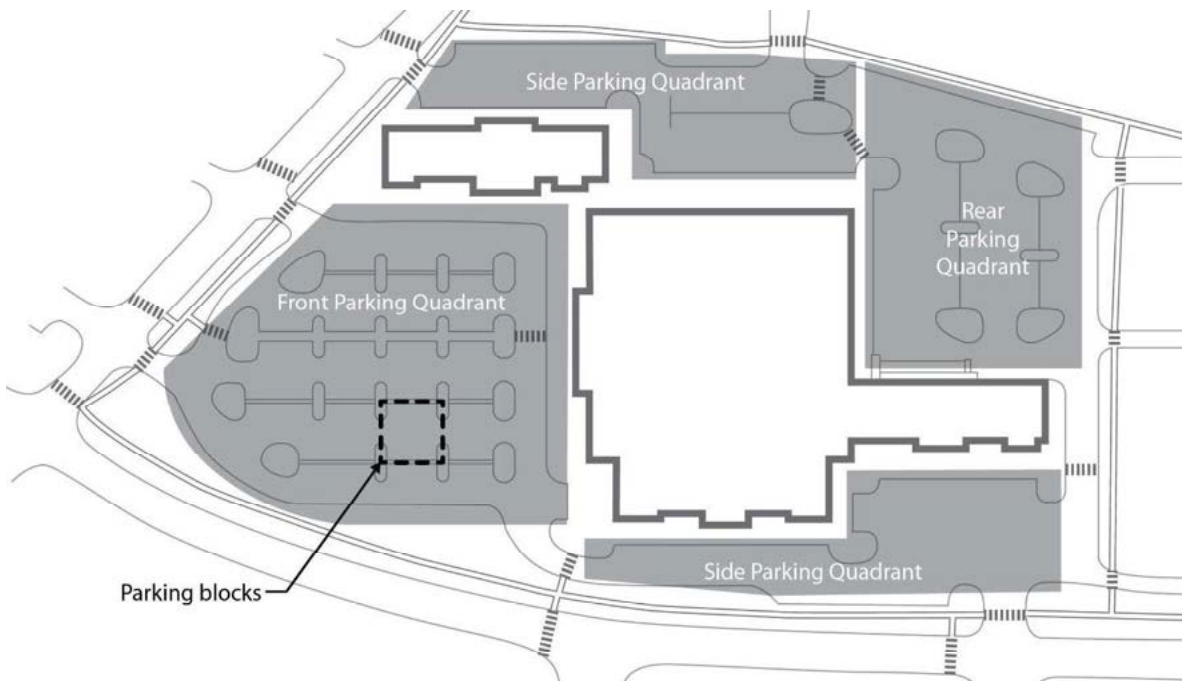 Side Parking Quadrant
Rear
Parking
Quadrant
Front Parking Quadrant
Side Parking Quadrant
Parking blocks